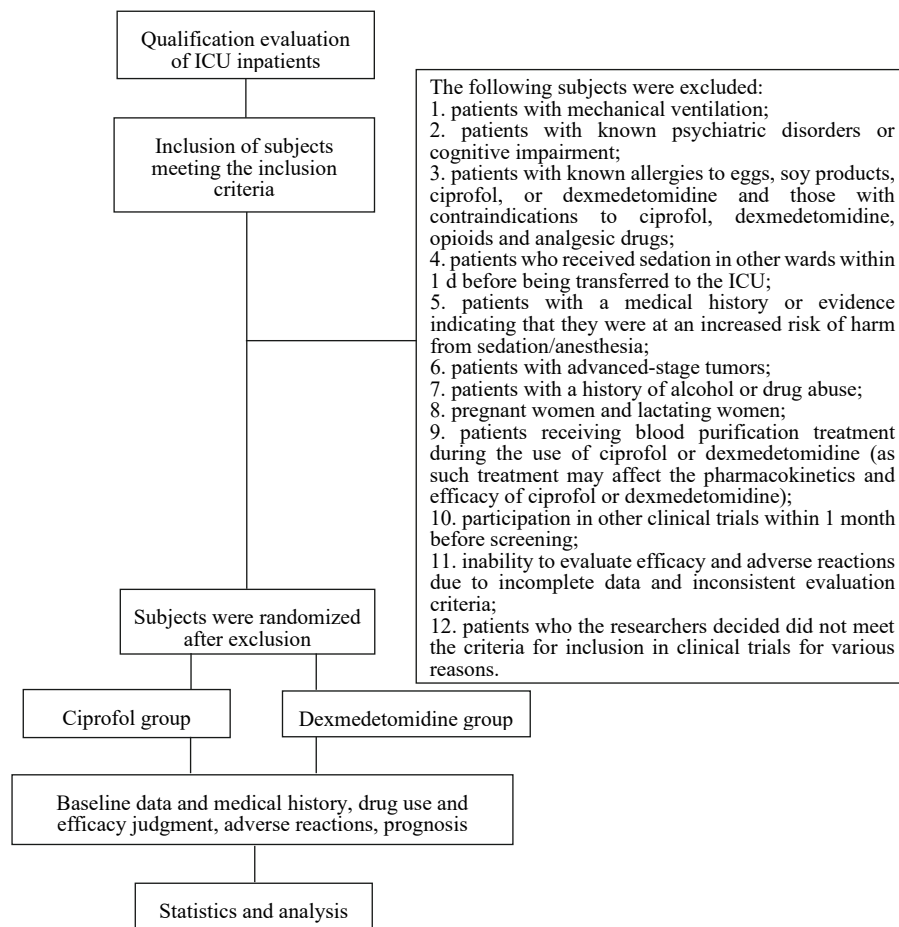 Qualification evaluation
of ICU inpatients
Inclusion of subjects
meeting the inclusion
criteria
The following subjects were excluded:
1. patients with mechanical ventilation;
2. patients with known psychiatric disorders or
cognitive impairment;
3. patients with known allergies to eggs, soy products,
ciprofol, or dexmedetomidine and those with
contraindications to ciprofol, dexmedetomidine,
opioids and analgesic drugs;
4. patients who received sedation in other wards within
1 d before being transferred to the ICU;
5. patients with a medical history or evidence
indicating that they were at an increased risk of harm
from sedation/anesthesia;
6. patients with advanced-stage tumors;
7. patients with a history of alcohol or drug abuse;
8. pregnant women and lactating women;
9. patients receiving blood purification treatment
during the use of ciprofol or dexmedetomidine (as
such treatment may affect the pharmacokinetics and
efficacy of ciprofol or dexmedetomidine);
10. participation in other clinical trials within 1 month
before screening;
11. inability to evaluate efficacy and adverse reactions
due to incomplete data and inconsistent evaluation
criteria;
12. patients who the researchers decided did not meet
the criteria for inclusion in clinical trials for various
reasons.
Subjects were randomized
after exclusion
Ciprofol group
Dexmedetomidine group
Baseline data and medical history, drug use and
efficacy judgment, adverse reactions, prognosis
Statistics and analysis